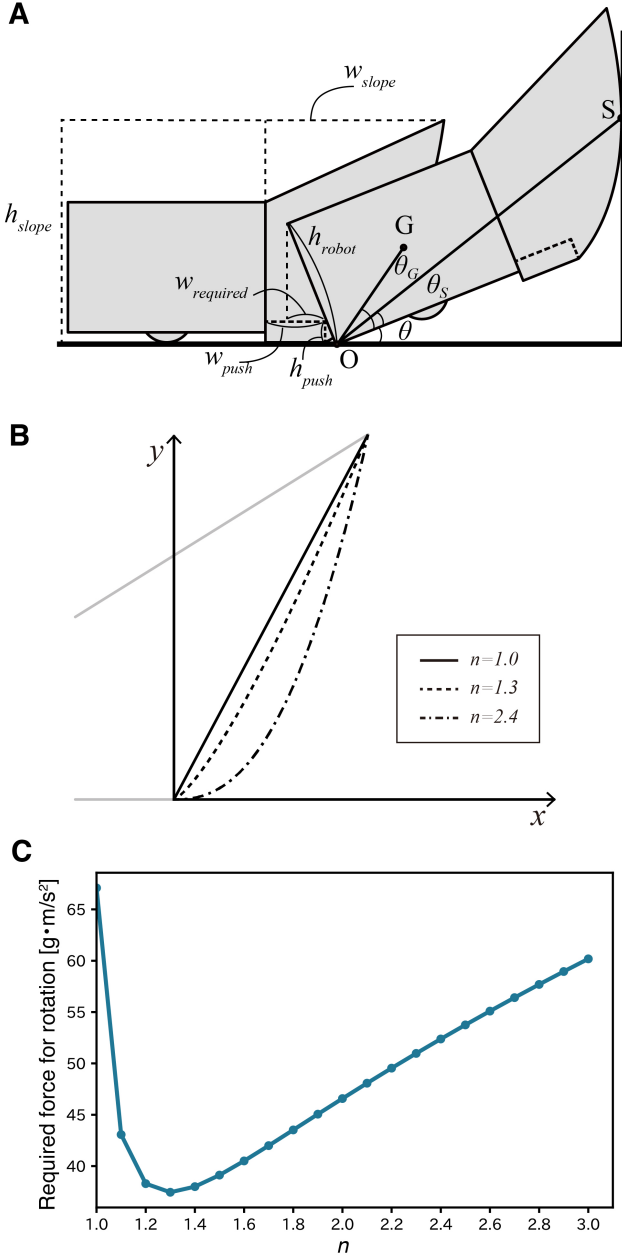 A
w_slope
S
h_slope
G
h_robot
θ_G
w_required
θ_S
θ
w_push
h_push
O
B
y
n=1.0
n=1.3
n=2.4
x
C
Required force for rotation [g•m/s²]
65
60
55
50
45
40
1.0 1.2 1.4 1.6 1.8 2.0 2.2 2.4 2.6 2.8 3.0
n